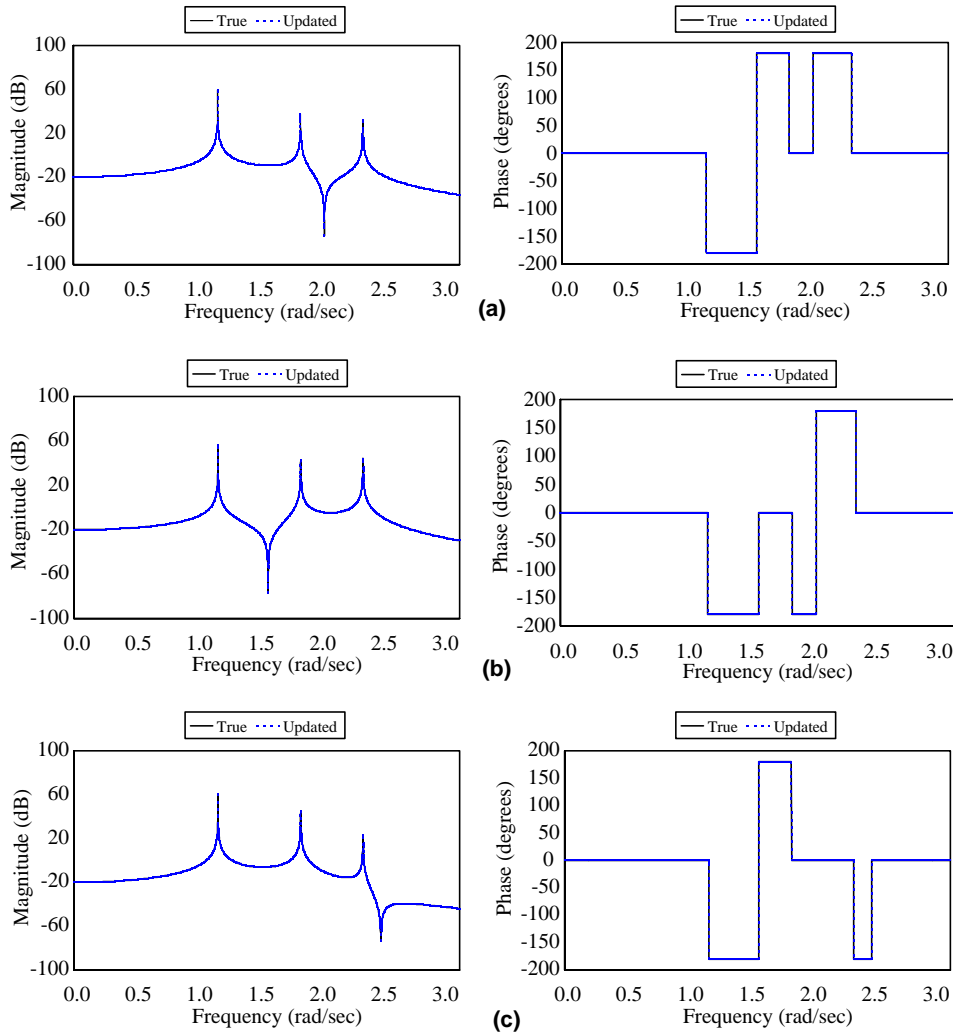 True Updated
100
60
20
-20
-60
-100
Magnitude (dB)
0.0 0.5 1.0 1.5 2.0 2.5 3.0
Frequency (rad/sec)
True Updated
200
150
100
50
0
-50
-100
-150
-200
Phase (degrees)
0.0 0.5 1.0 1.5 2.0 2.5 3.0
Frequency (rad/sec)
(a)
True Updated
100
60
20
-20
-60
-100
Magnitude (dB)
0.0 0.5 1.0 1.5 2.0 2.5 3.0
Frequency (rad/sec)
True Updated
200
150
100
50
0
-50
-100
-150
-200
Phase (degrees)
0.0 0.5 1.0 1.5 2.0 2.5 3.0
Frequency (rad/sec)
(b)
True Updated
100
60
20
-20
-60
-100
Magnitude (dB)
0.0 0.5 1.0 1.5 2.0 2.5 3.0
Frequency (rad/sec)
True Updated
200
150
100
50
0
-50
-100
-150
-200
Phase (degrees)
0.0 0.5 1.0 1.5 2.0 2.5 3.0
Frequency (rad/sec)
(c)